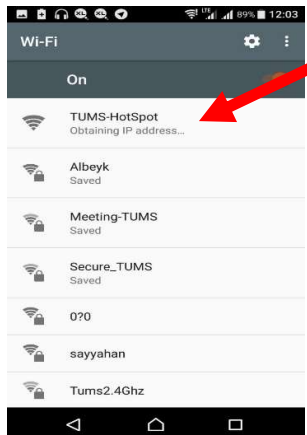 LTE 89% 12:03
Wi-Fi
On
TUMS-HotSpot
Obtaining IP address...
Albeyk
Saved
Meeting-TUMS
Saved
Secure_TUMS
Saved
0?0
sayyahan
Tums2.4Ghz